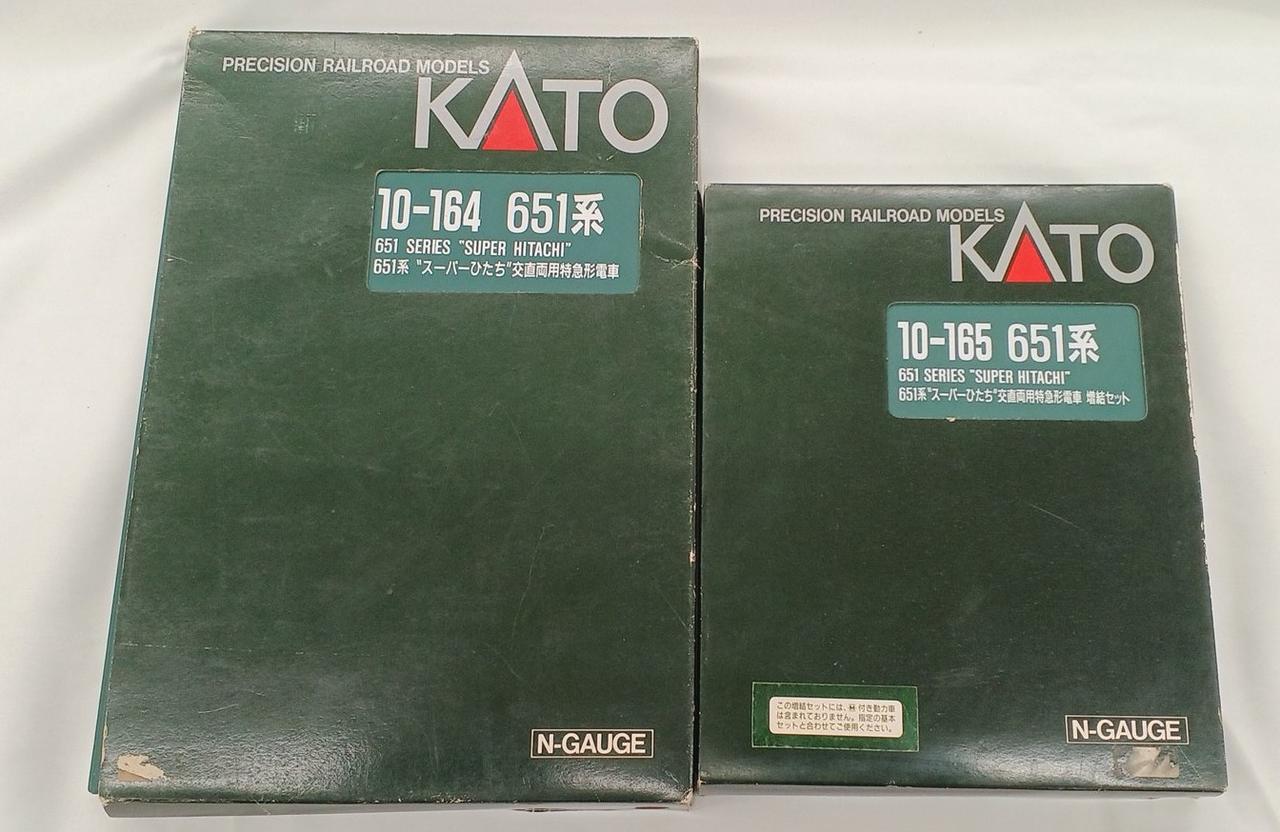 PRECISION RAILROAD MODELS
KATO
10-164 651系
651 SERIES "SUPER HITACHI"
651系 "スーパーひたち"交直両用特急形電車
N-GAUGE
PRECISION RAILROAD MODELS
KATO
10-165 651系
651 SERIES "SUPER HITACHI"
651系"スーパーひたち"交直両用特急形電車 増結セット
この増結セットには、M付き動力車
は含まれておりません。指定の基本
セットと合わせてご使用ください。
N-GAUGE